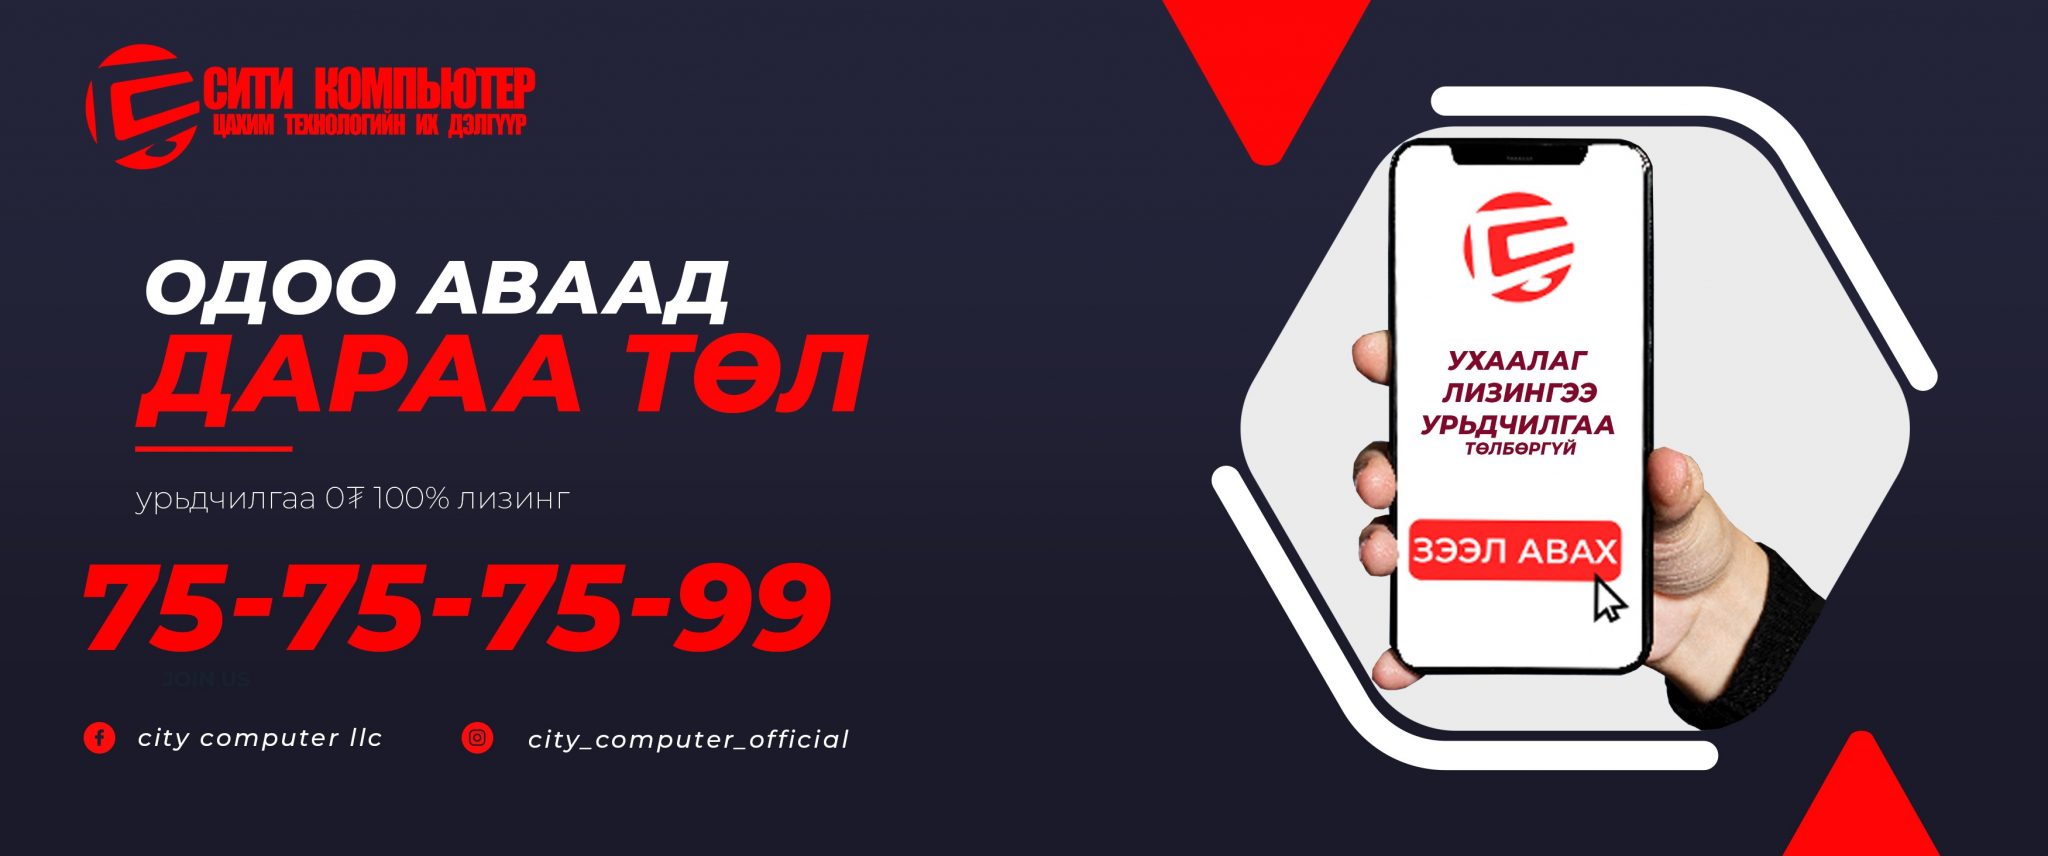 СИТИ КОМПЬЮТЕР
ЦАХИМ ТЕХНОЛОГИЙН ИХ ДЭЛГҮҮР
ОДОО АВААД
ДАРАА ТӨЛ
урьдчилгаа 0₮ 100% лизинг
75-75-75-99
JOIN US
city computer llc
city_computer_official
УХААЛАГ
ЛИЗИНГЭЭ
УРЬДЧИЛГАА
ТӨЛБӨРГҮЙ
ЗЭЭЛ АВАХ